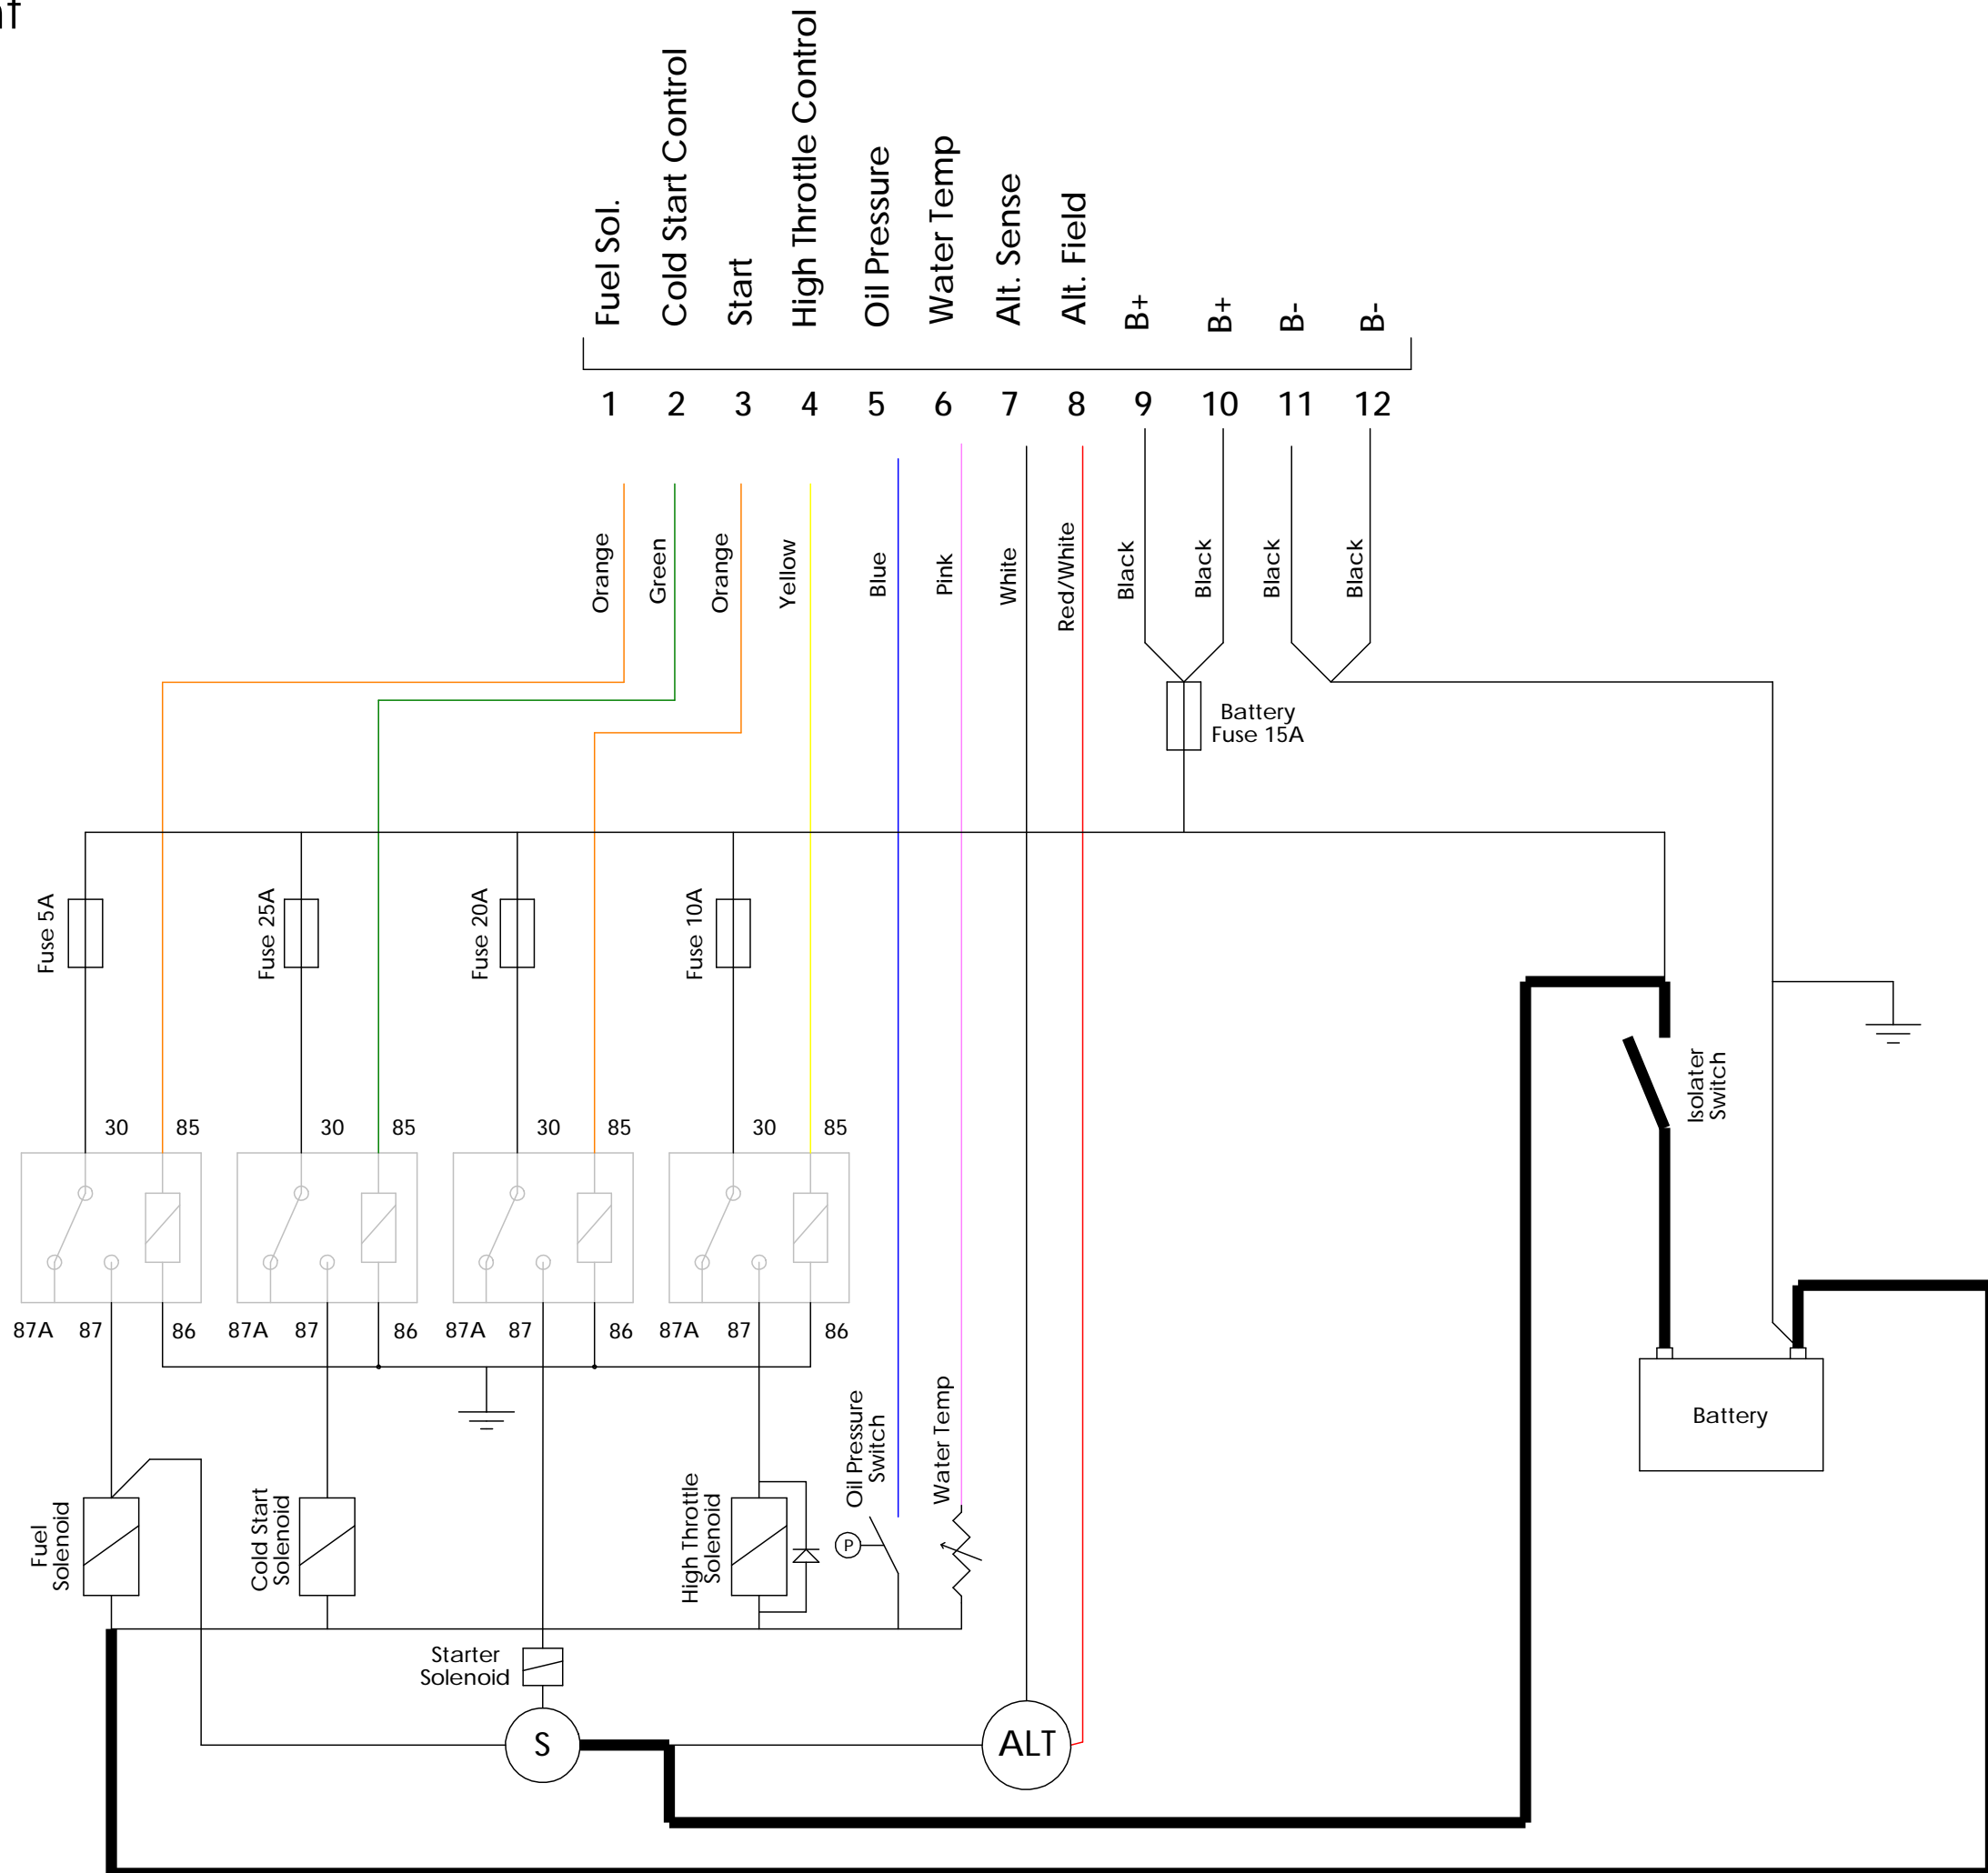 Fuel Sol.
Cold Start Control
Start
High Throttle Control
Oil Pressure
Water Temp
Alt. Sense
Alt. Field
B+
B+
B-
B-
1 2 3 4 5 6 7 8 9 10 11 12
Orange
Green
Orange
Yellow
Blue
Pink
White
Red/White
Black
Black
Black
Black
Battery
Fuse 15A
Fuse 5A
Fuse 25A
Fuse 20A
Fuse 10A
30 85 30 85 30 85 30 85
Isolater
Switch
87A 87 86 87A 87 86 87A 87 86 87A 87 86
Battery
Fuel
Solenoid
Cold Start
Solenoid
High Throttle
Solenoid
Oil Pressure
Switch
P
Water Temp
Starter
Solenoid
S
ALT